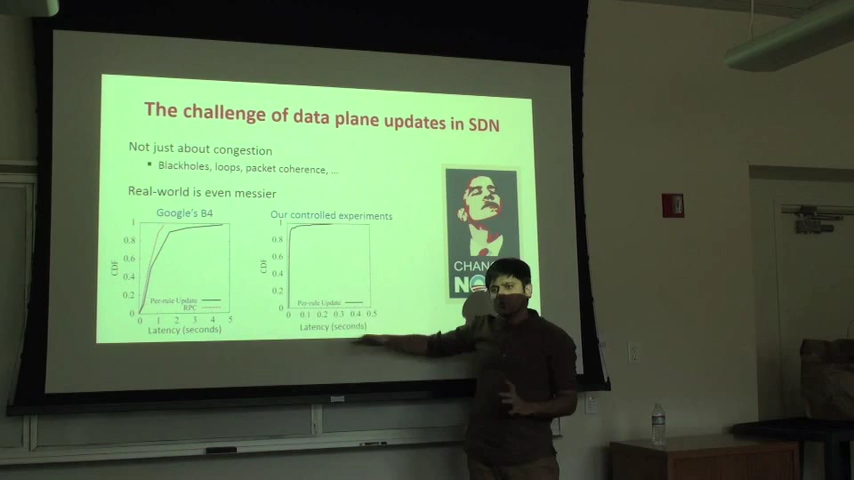 The challenge of data plane updates in SDN
Not just about congestion
▪ Blackholes, loops, packet coherence, ...
Real-world is even messier
Google's B4
1
0.8
0.6
0.4
0.2
0
CDF
Per-rule Update
RPC
0 1 2 3 4 5
Latency (seconds)
Our controlled experiments
1
0.8
0.6
0.4
0.2
0
CDF
Per-rule Update
0 0.1 0.2 0.3 0.4 0.5
Latency (seconds)